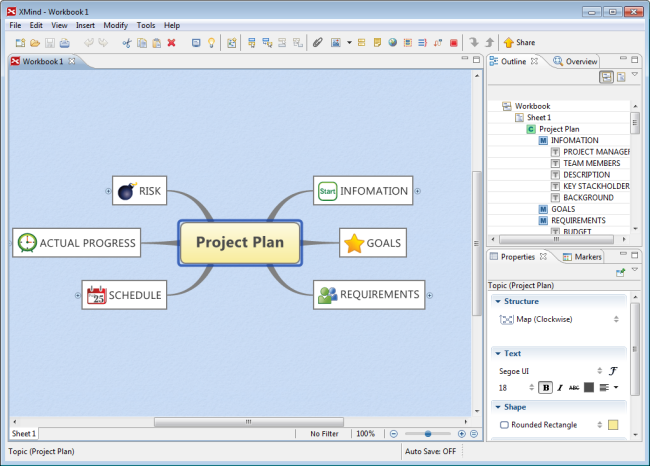 XMind - Workbook 1
File Edit View Insert Modify Tools Help
Share
Workbook 1
RISK
ACTUAL PROGRESS
25
SCHEDULE
Project Plan
Start
INFOMATION
GOALS
REQUIREMENTS
Sheet 1
No Filter
100%
Topic (Project Plan)
Auto Save: OFF
Outline
Overview
Workbook
Sheet 1
C Project Plan
M INFOMATION
T PROJECT MANAGER
T TEAM MEMBERS
T DESCRIPTION
T KEY STACKHOLDER
T BACKGROUND
M GOALS
M REQUIREMENTS
T BUDGET
Properties
Markers
Topic (Project Plan)
Structure
Map (Clockwise)
Text
Segoe UI
F
18
B I ABC
Shape
Rounded Rectangle